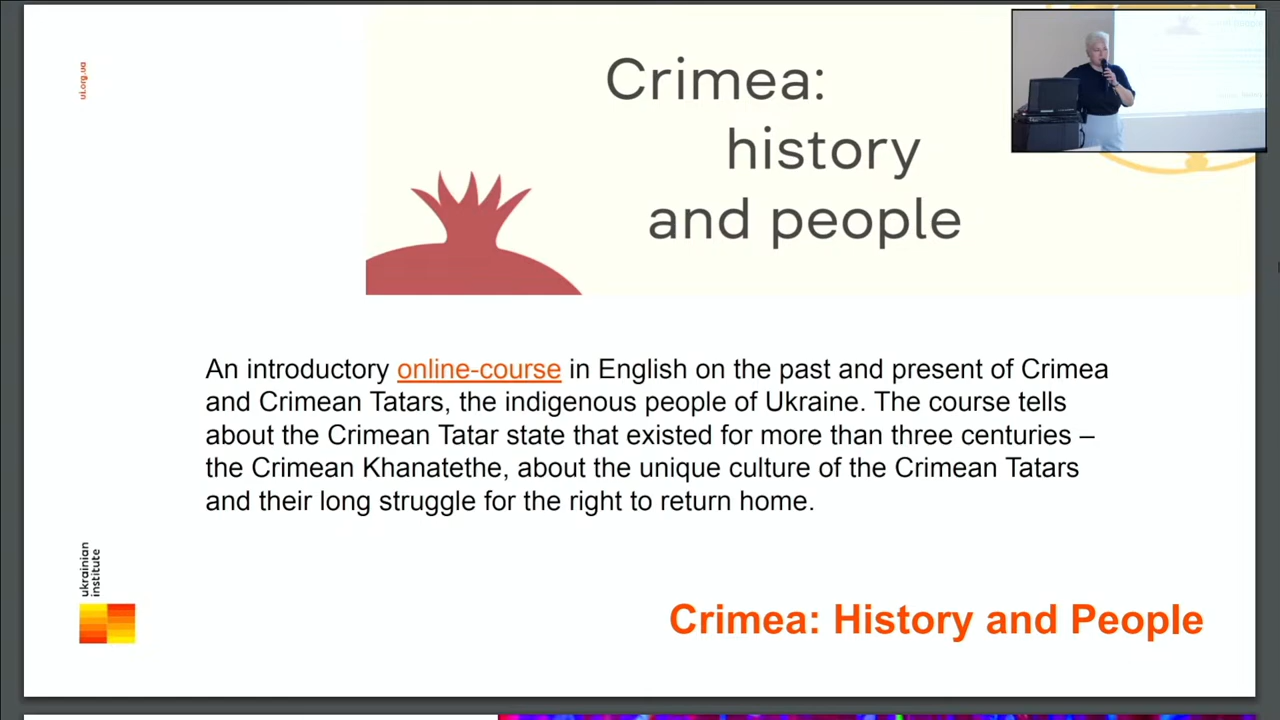 ui.org.ua
Crimea:
history
and people
An introductory online-course in English on the past and present of Crimea
and Crimean Tatars, the indigenous people of Ukraine. The course tells
about the Crimean Tatar state that existed for more than three centuries –
the Crimean Khanatethe, about the unique culture of the Crimean Tatars
and their long struggle for the right to return home.
ukrainian
institute
Crimea: History and People